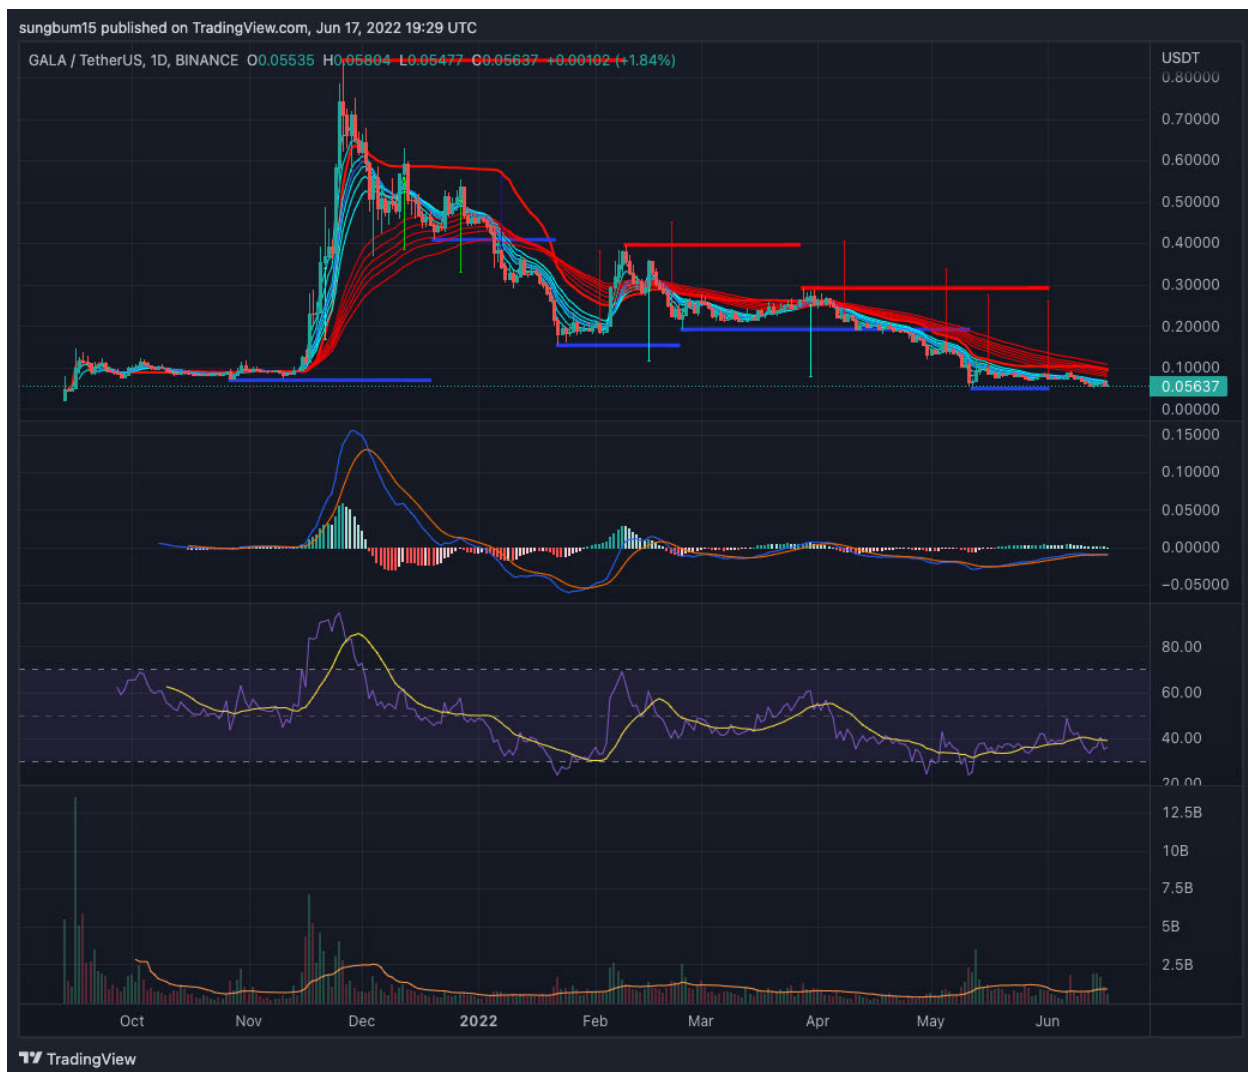 sungbum15 published on TradingView.com, Jun 17, 2022 19:29 UTC
GALA / TetherUS, 1D, BINANCE O0.05535 H0.05804 L0.05477 C0.05637 +0.00102 (+1.84%)
USDT
0.80000
0.70000
0.60000
0.50000
0.40000
0.30000
0.20000
0.10000
0.05637
0.00000
0.15000
0.10000
0.05000
0.00000
−0.05000
80.00
60.00
40.00
20.00
12.5B
10B
7.5B
5B
2.5B
Oct Nov Dec 2022 Feb Mar Apr May Jun
TradingView